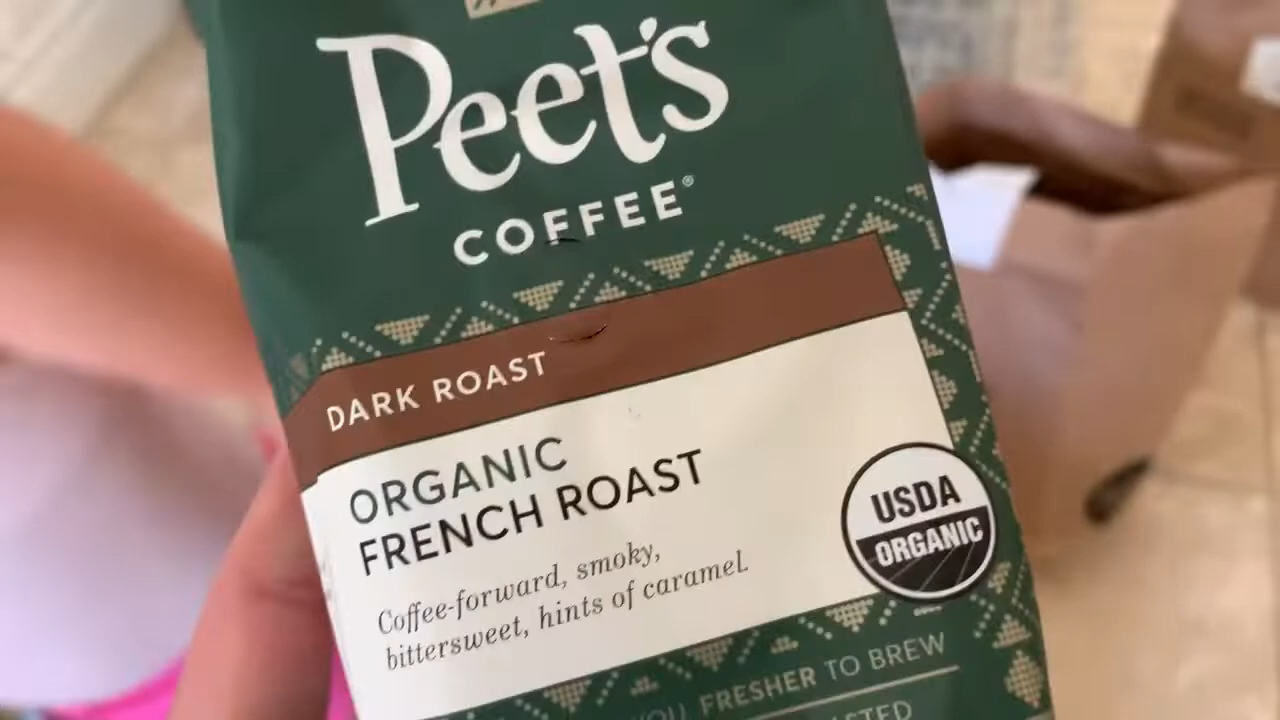 Peet's
COFFEE®
DARK ROAST
ORGANIC
FRENCH ROAST
Coffee-forward, smoky,
bittersweet, hints of caramel.
USDA
ORGANIC
YOU FRESHER TO BREW